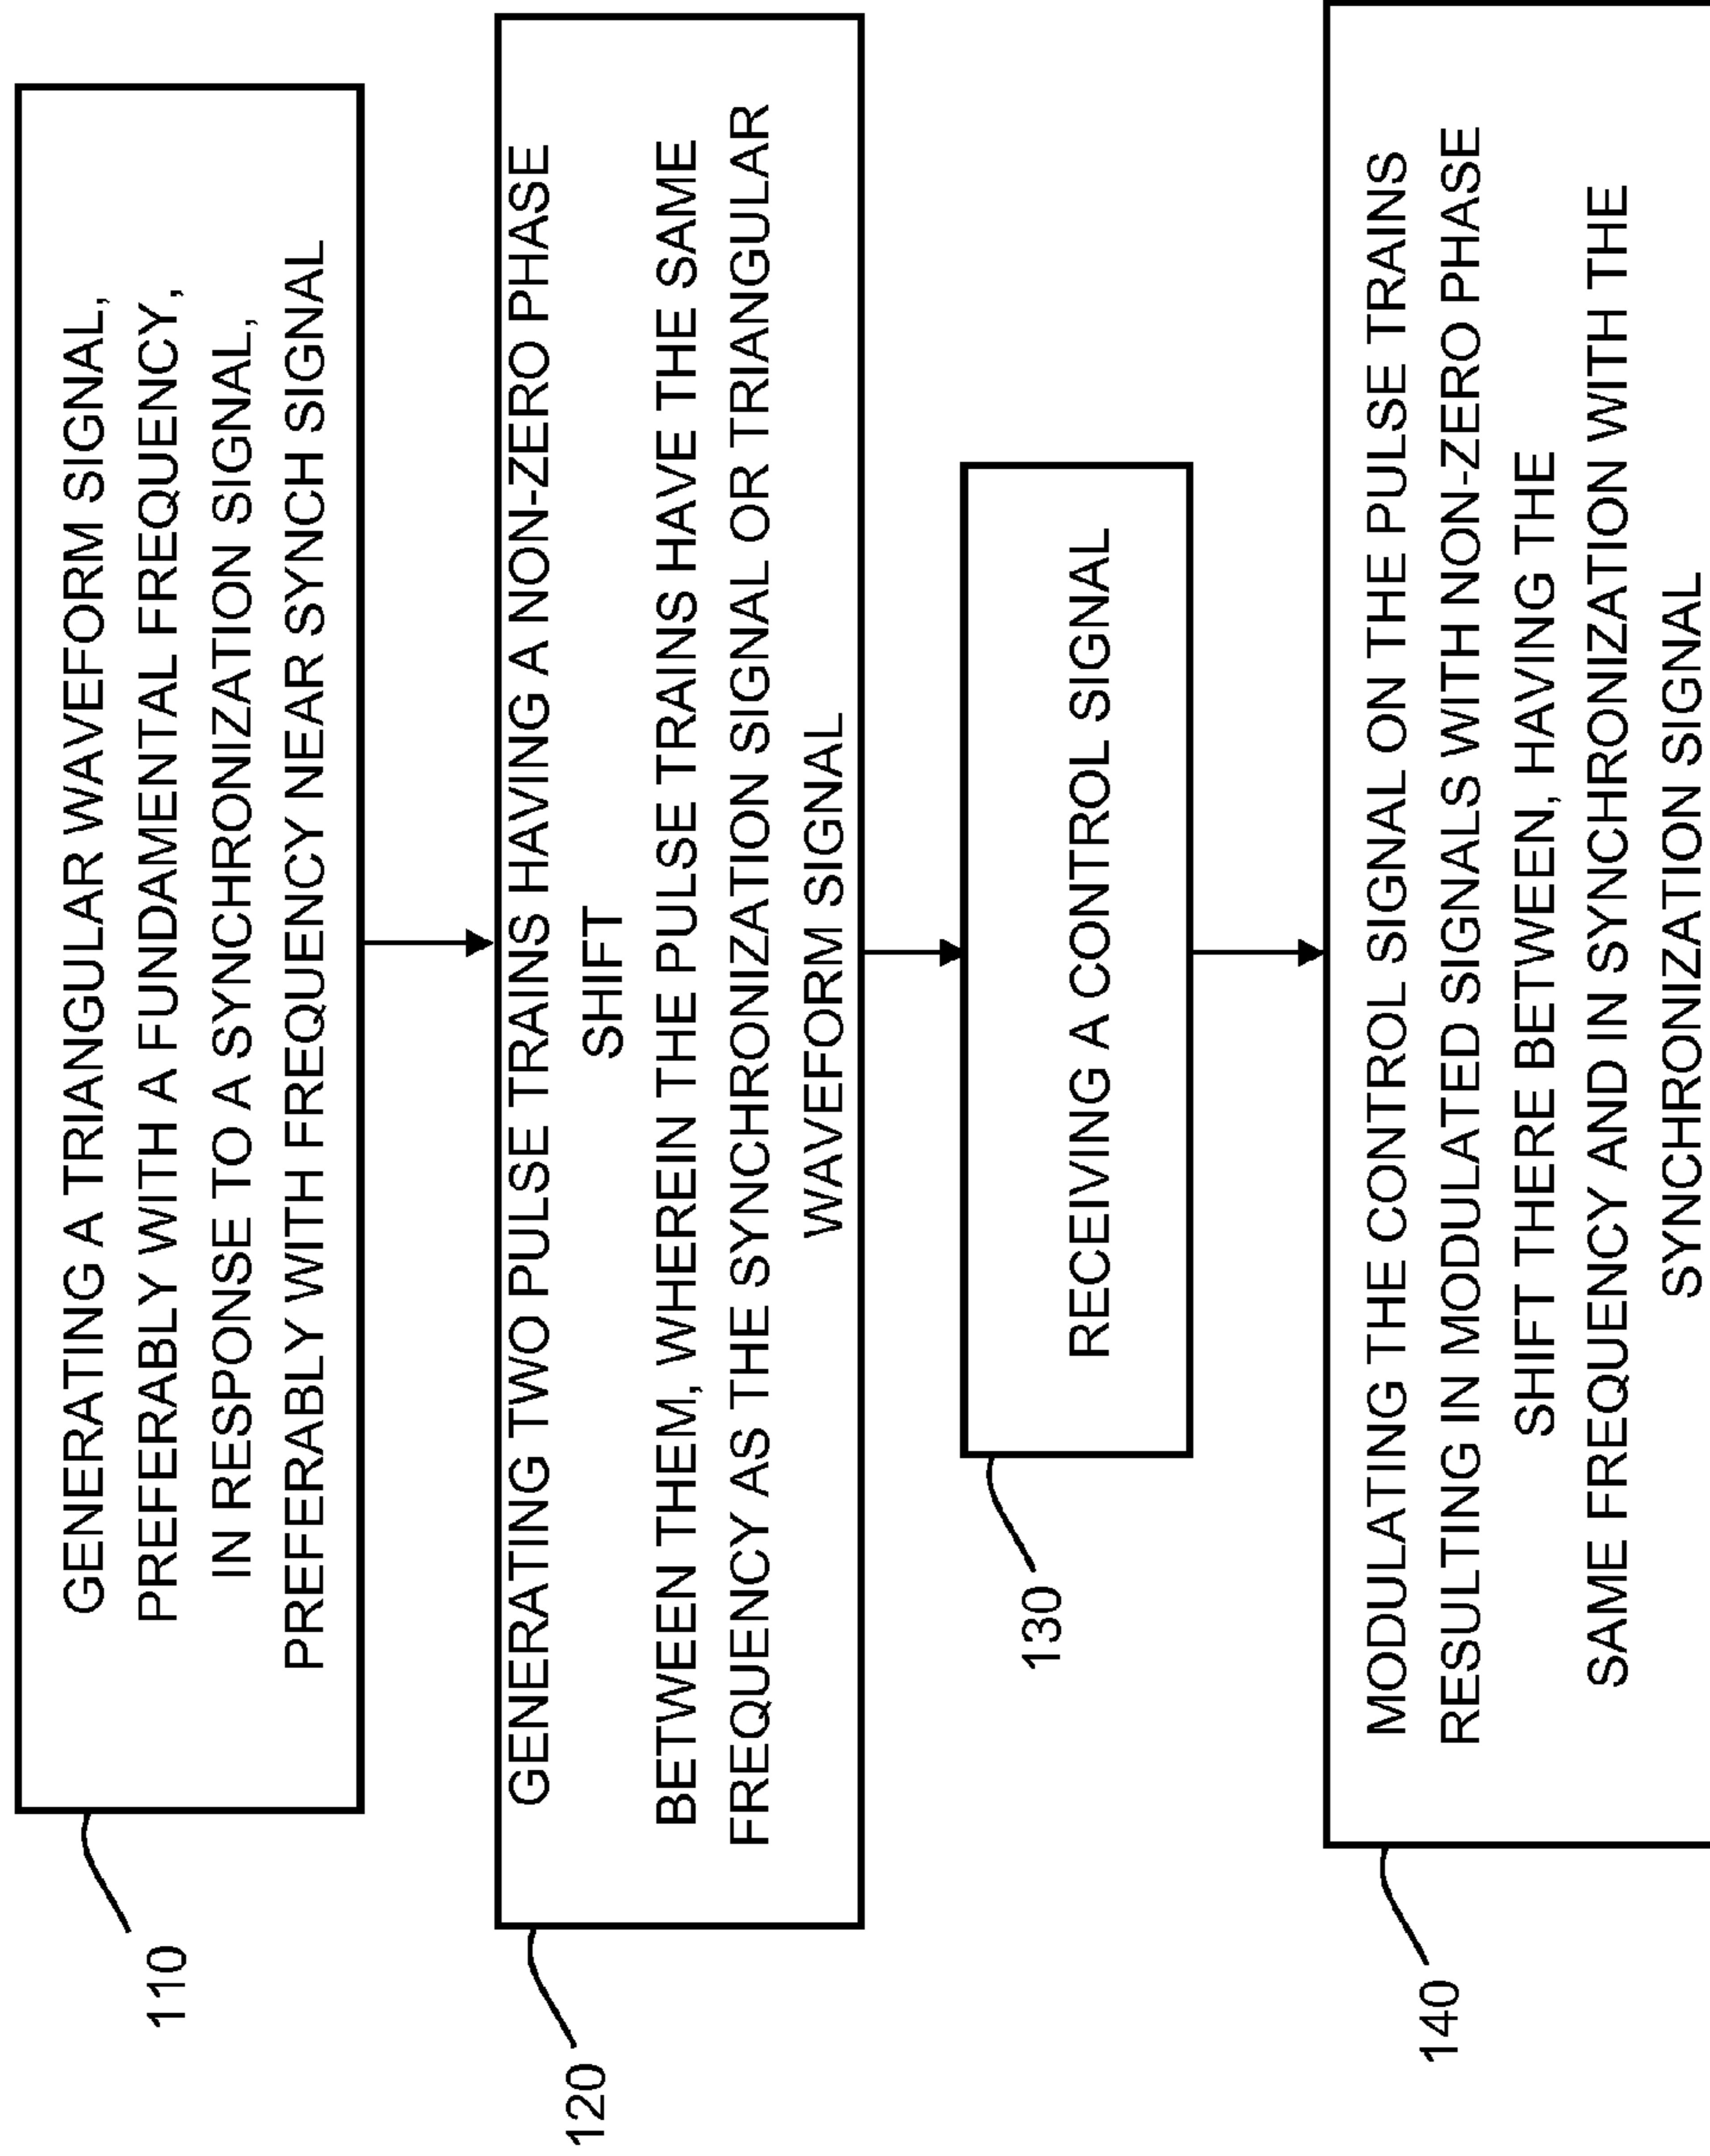 110
GENERATING A TRIANGULAR WAVEFORM SIGNAL,
PREFERABLY WITH A FUNDAMENTAL FREQUENCY,
IN RESPONSE TO A SYNCHRONIZATION SIGNAL,
PREFERABLY WITH FREQUENCY NEAR SYNCH SIGNAL
120
GENERATING TWO PULSE TRAINS HAVING A NON-ZERO PHASE
SHIFT
BETWEEN THEM, WHEREIN THE PULSE TRAINS HAVE THE SAME
FREQUENCY AS THE SYNCHRONIZATION SIGNAL OR TRIANGULAR
WAVEFORM SIGNAL
130
RECEIVING A CONTROL SIGNAL
140
MODULATING THE CONTROL SIGNAL ON THE PULSE TRAINS
RESULTING IN MODULATED SIGNALS WITH NON-ZERO PHASE
SHIFT THERE BETWEEN, HAVING THE
SAME FREQUENCY AND IN SYNCHRONIZATION WITH THE
SYNCHRONIZATION SIGNAL